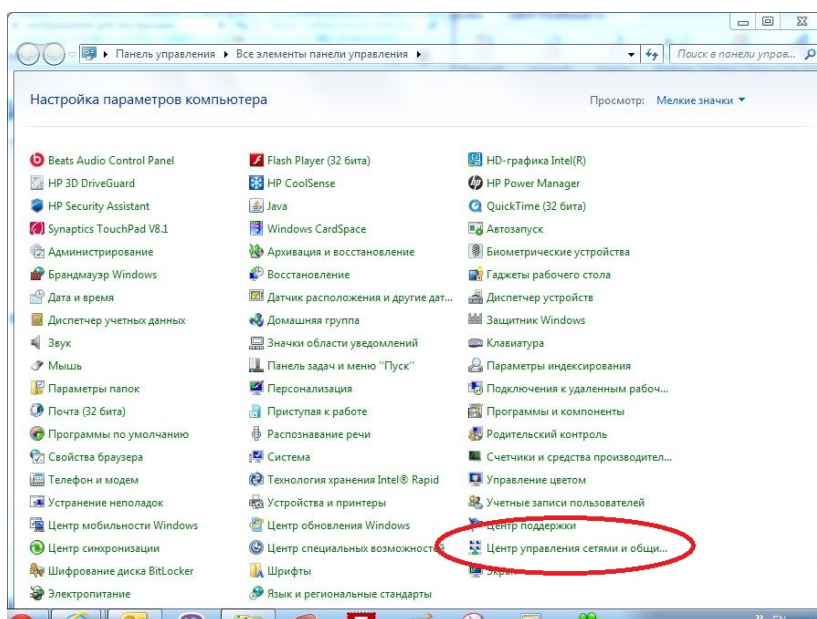 Панель управления ▸ Все элементы панели управления ▸
Поиск в панели управ...
Настройка параметров компьютера
Просмотр: Мелкие значки
Beats Audio Control Panel
Flash Player (32 бита)
HD-графика Intel(R)
HP 3D DriveGuard
HP CoolSense
HP Power Manager
HP Security Assistant
Java
QuickTime (32 бита)
Synaptics TouchPad V8.1
Windows CardSpace
Автозапуск
Администрирование
Архивация и восстановление
Биометрические устройства
Брандмауэр Windows
Восстановление
Гаджеты рабочего стола
Дата и время
Датчик расположения и другие дат...
Диспетчер устройств
Диспетчер учетных данных
Домашняя группа
Защитник Windows
Звук
Значки области уведомлений
Клавиатура
Мышь
Панель задач и меню "Пуск"
Параметры индексирования
Параметры папок
Персонализация
Подключения к удаленным рабоч...
Почта (32 бита)
Приступая к работе
Программы и компоненты
Программы по умолчанию
Распознавание речи
Родительский контроль
Свойства браузера
Система
Счетчики и средства производител...
Телефон и модем
Технология хранения Intel® Rapid
Управление цветом
Устранение неполадок
Устройства и принтеры
Учетные записи пользователей
Центр мобильности Windows
Центр обновления Windows
Центр поддержки
Центр синхронизации
Центр специальных возможностей
Центр управления сетями и общи...
Шифрование диска BitLocker
Шрифты
Экран
Электропитание
Язык и региональные стандарты
EN